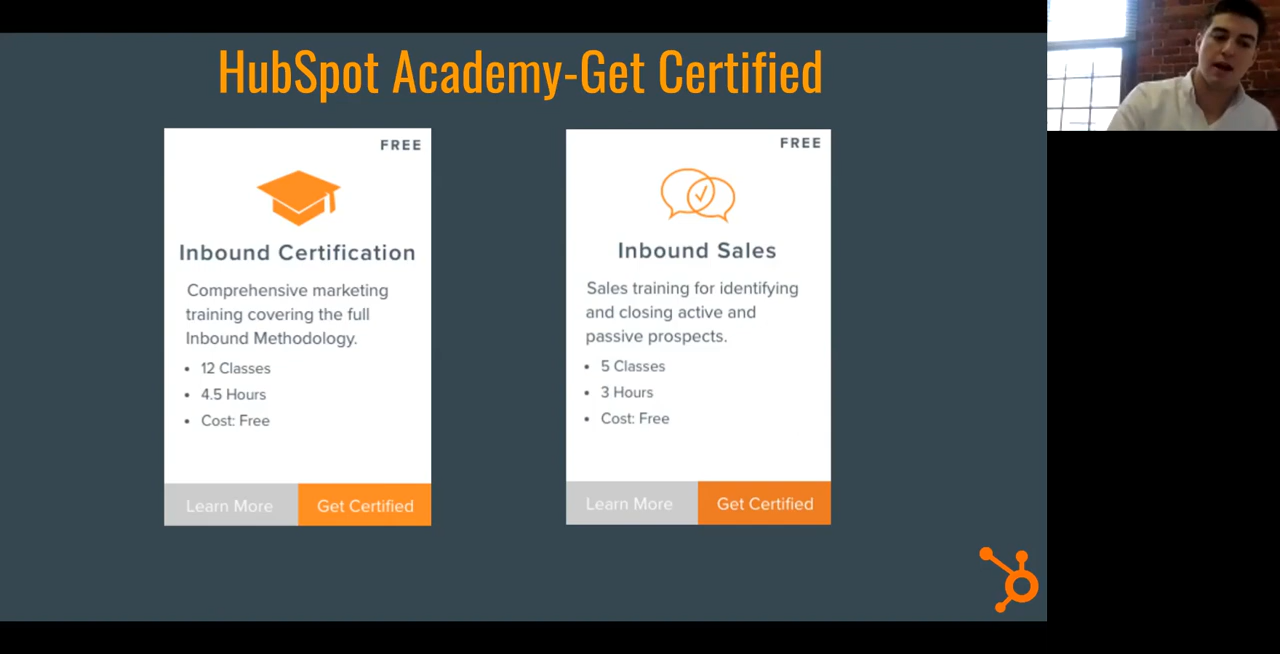 HubSpot Academy-Get Certified
FREE
Inbound Certification
Comprehensive marketing
training covering the full
Inbound Methodology.
• 12 Classes
• 4.5 Hours
• Cost: Free
Learn More
Get Certified
FREE
Inbound Sales
Sales training for identifying
and closing active and
passive prospects.
• 5 Classes
• 3 Hours
• Cost: Free
Learn More
Get Certified